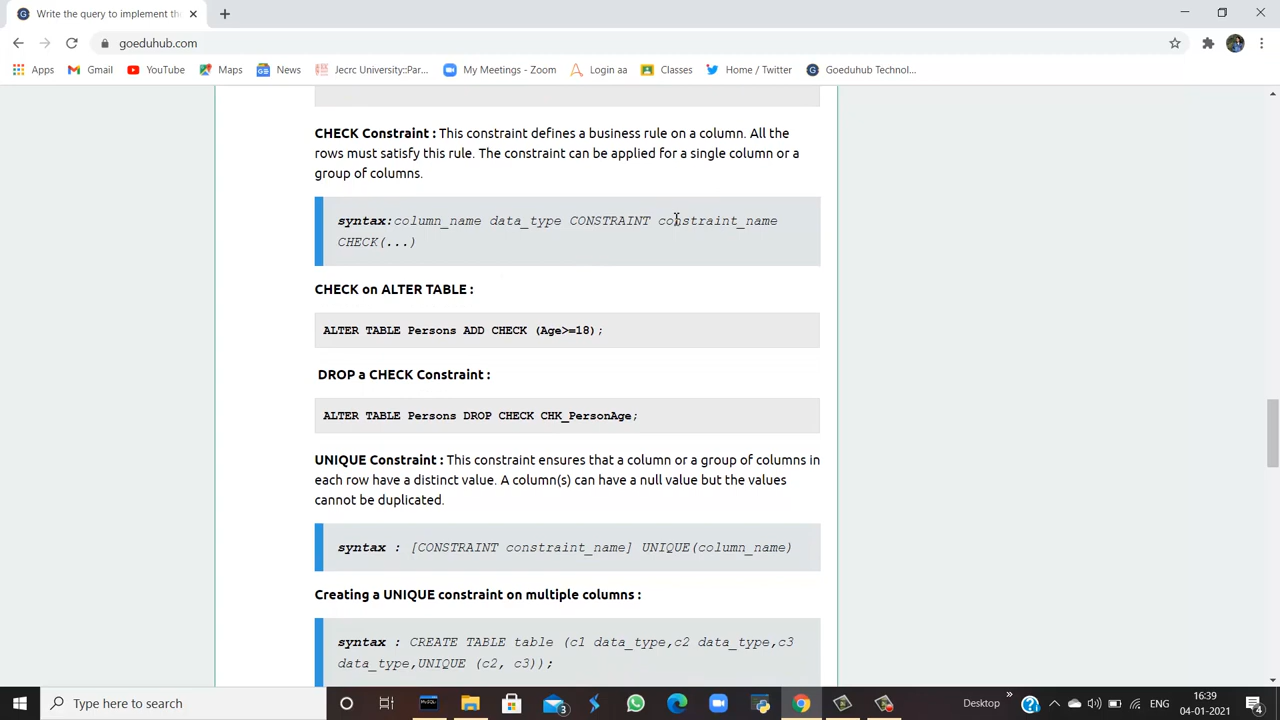 Write the query to implement the
goeduhub.com
Apps Gmail YouTube Maps News Jecrc University::Par... My Meetings - Zoom Login aa Classes Home / Twitter Goeduhub Technol...
CHECK Constraint : This constraint defines a business rule on a column. All the
rows must satisfy this rule. The constraint can be applied for a single column or a
group of columns.
syntax:column_name data_type CONSTRAINT constraint_name
CHECK(...)
CHECK on ALTER TABLE :
ALTER TABLE Persons ADD CHECK (Age>=18);
DROP a CHECK Constraint :
ALTER TABLE Persons DROP CHECK CHK_PersonAge;
UNIQUE Constraint : This constraint ensures that a column or a group of columns in
each row have a distinct value. A column(s) can have a null value but the values
cannot be duplicated.
syntax : [CONSTRAINT constraint_name] UNIQUE(column_name)
Creating a UNIQUE constraint on multiple columns :
syntax : CREATE TABLE table (c1 data_type,c2 data_type,c3
data_type,UNIQUE (c2, c3));
Type here to search
3
Desktop
»
ENG
16:39
04-01-2021
4